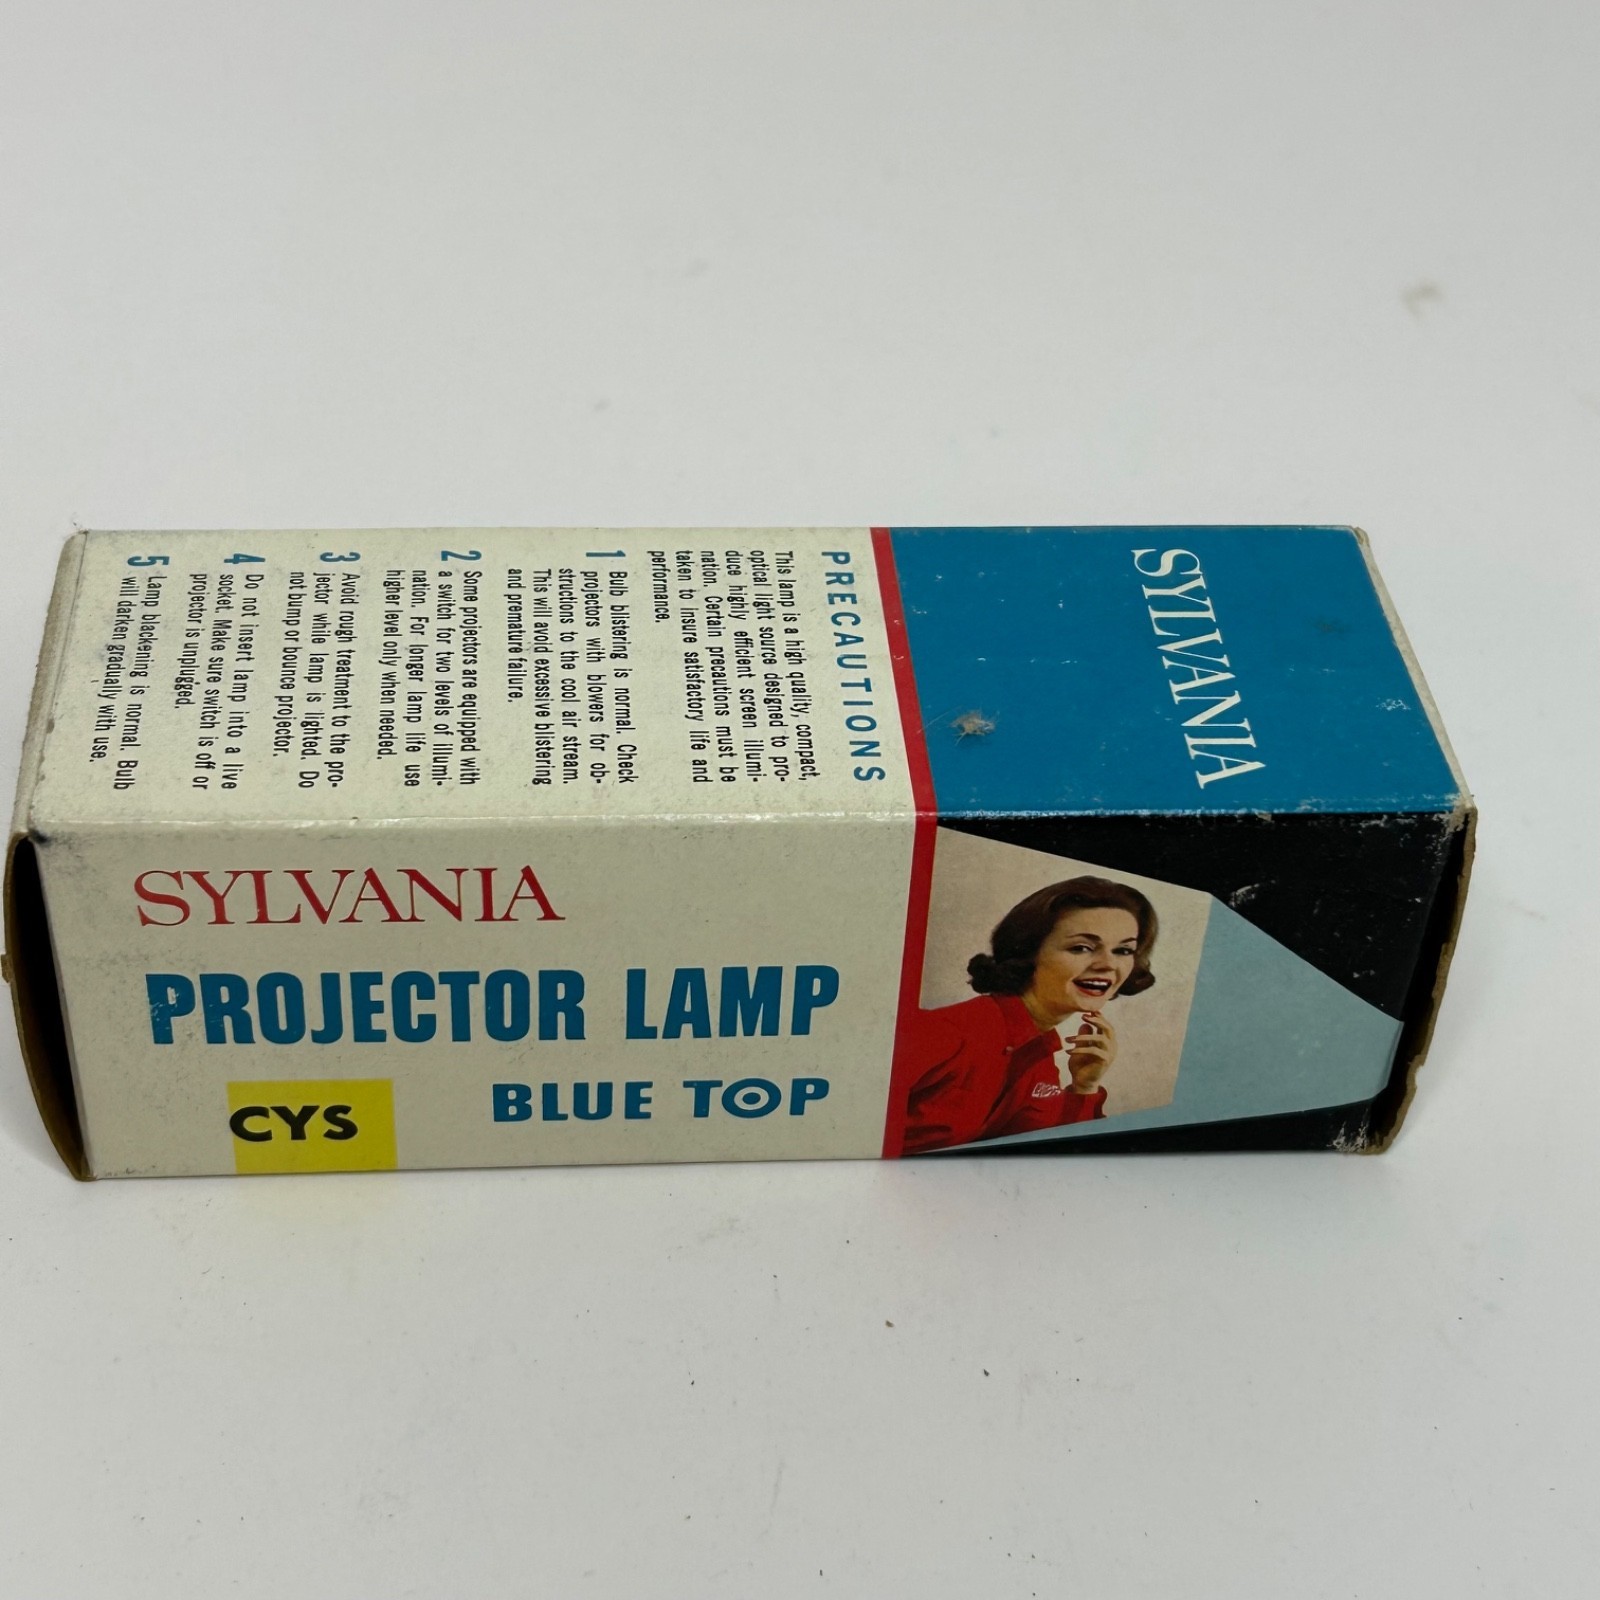 SYLVANIA
PROJECTOR LAMP
BLUE TOP
CYS
SYLVANIA
PRECAUTIONS
This lamp is a high quality, compact,
optical light source designed to pro-
duce highly efficient screen illumi-
nation. Certain precautions must be
taken to insure satisfactory life and
performance.
1 Bulb blistering is normal. Check
projectors with blowers for ob-
structions to the cool air stream.
This will avoid excessive blistering
and premature failure.
2 Some projectors are equipped with
a switch for two levels of illumi-
nation. For longer lamp life use
higher level only when needed.
3 Avoid rough treatment to the pro-
jector while lamp is lighted. Do
not bump or bounce projector.
4 Do not insert lamp into a live
socket. Make sure switch is off or
projector is unplugged.
5 Lamp blackening is normal. Bulb
will darken gradually with use.